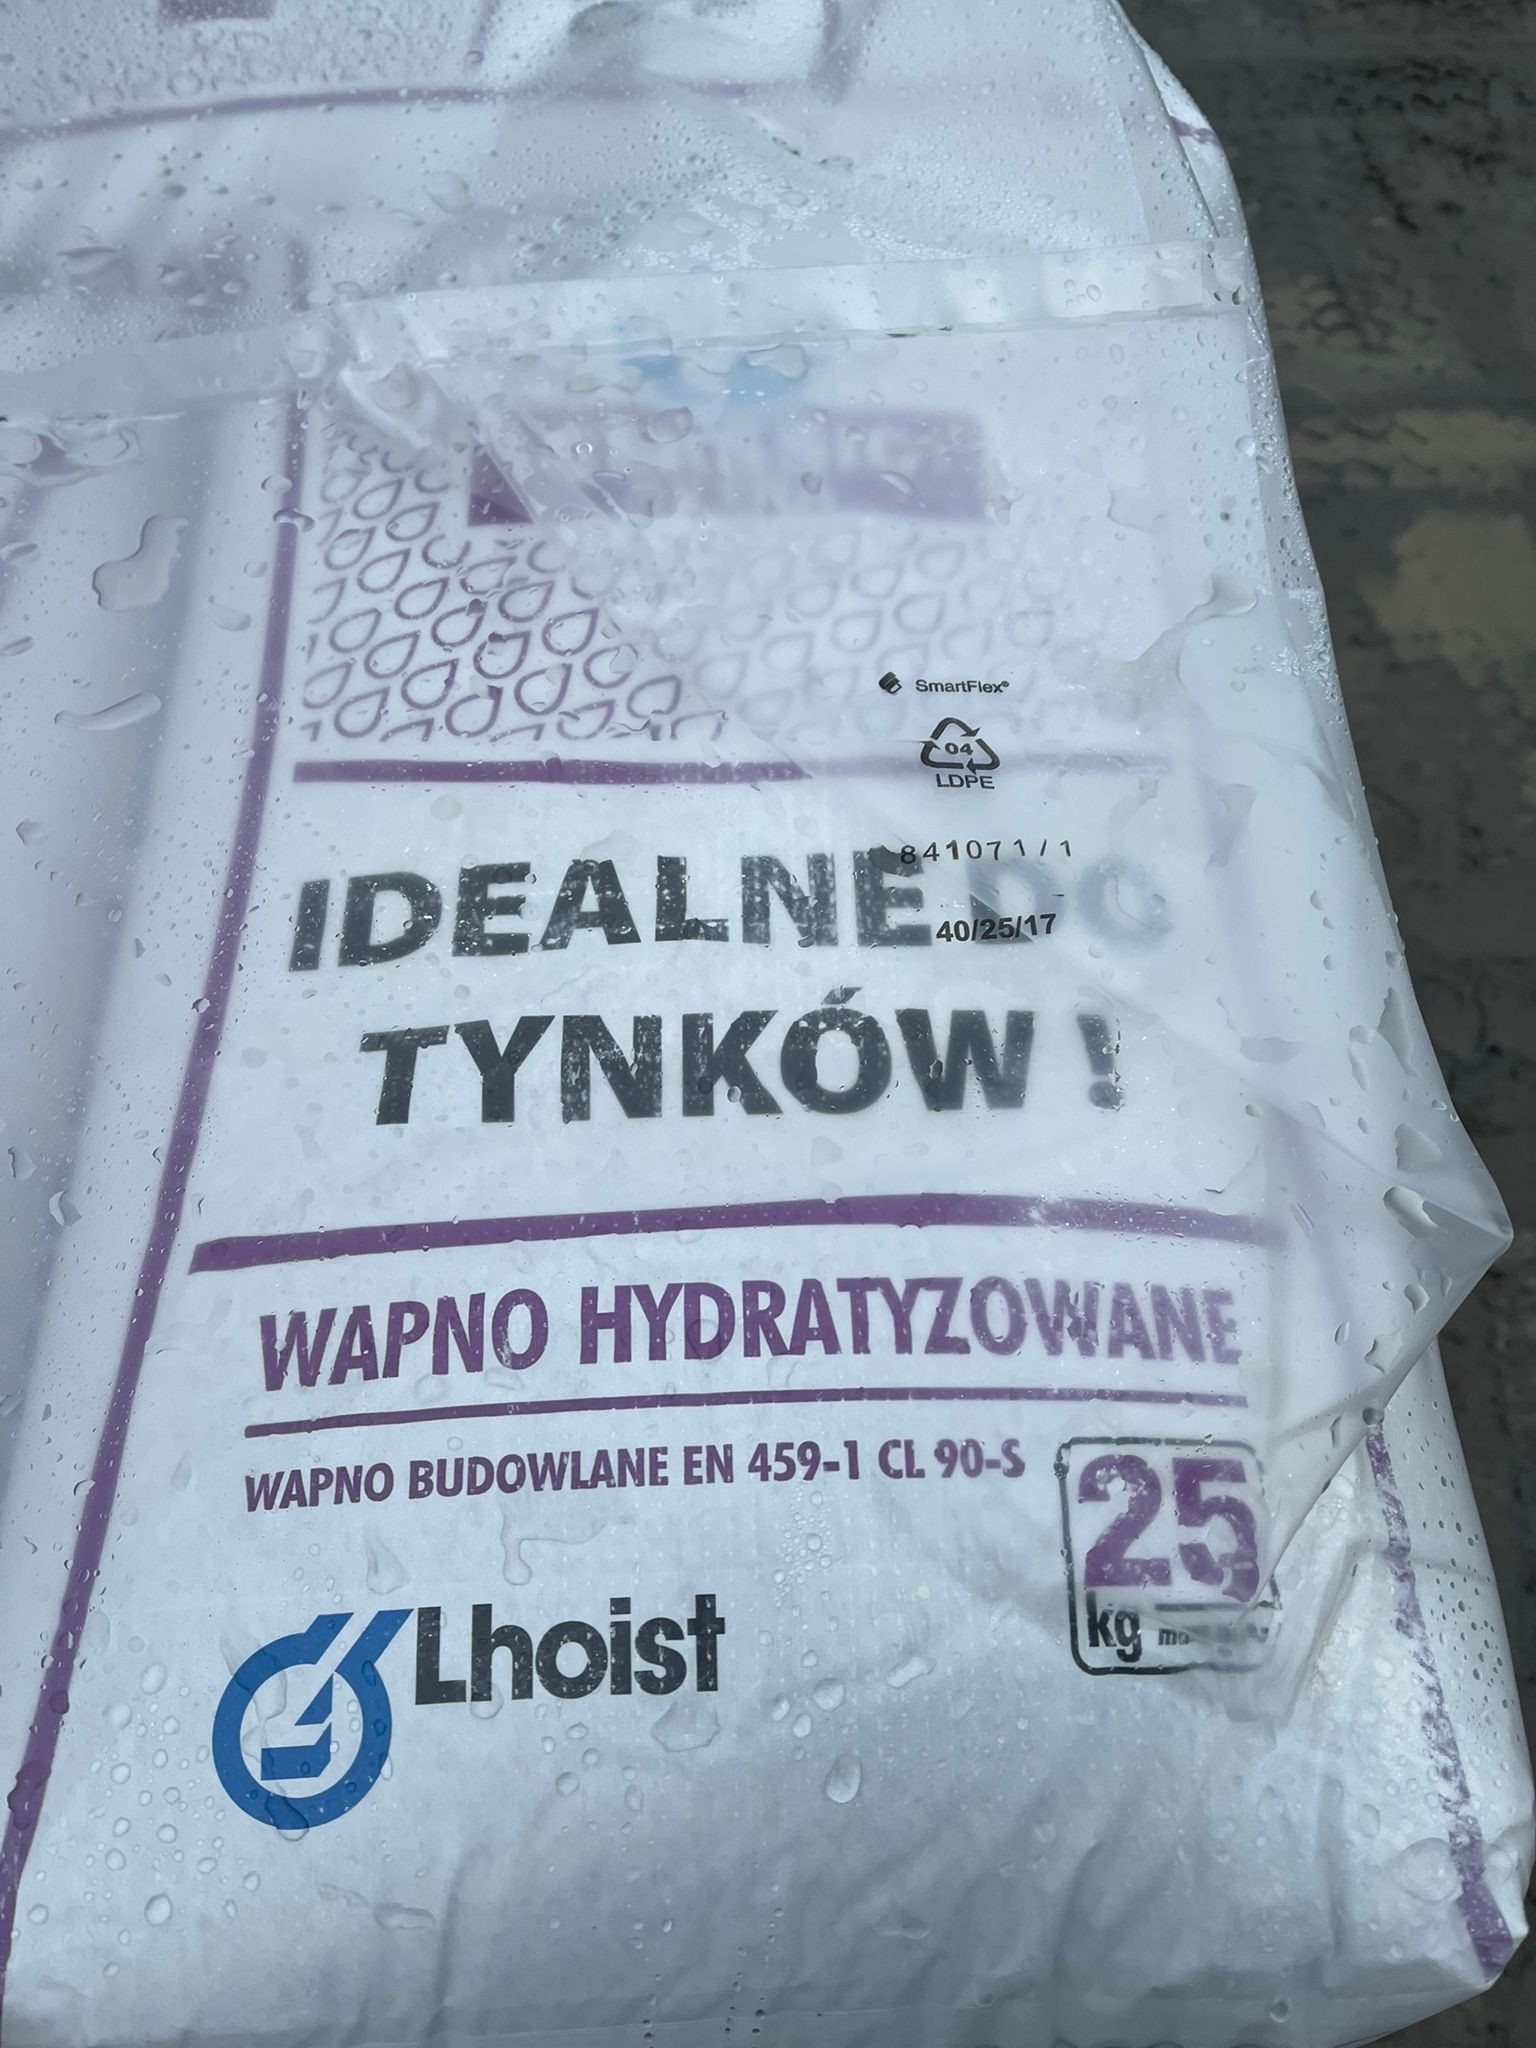 SmartFlex®
04
LDPE
841071/1
IDEALNE DO
40/25/17
TYNKÓW !
WAPNO HYDRATYZOWANE
WAPNO BUDOWLANE EN 459-1 CL 90-S
25
kg
Lhoist